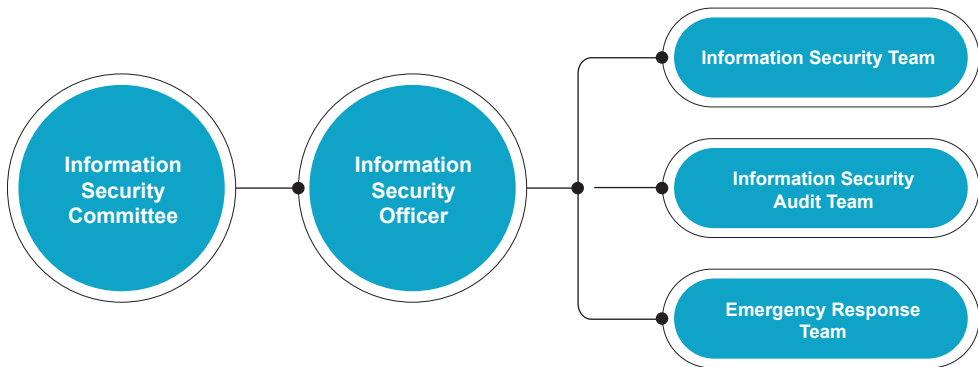 Information
Security
Committee
Information
Security
Officer
Information Security Team
Information Security
Audit Team
Emergency Response
Team